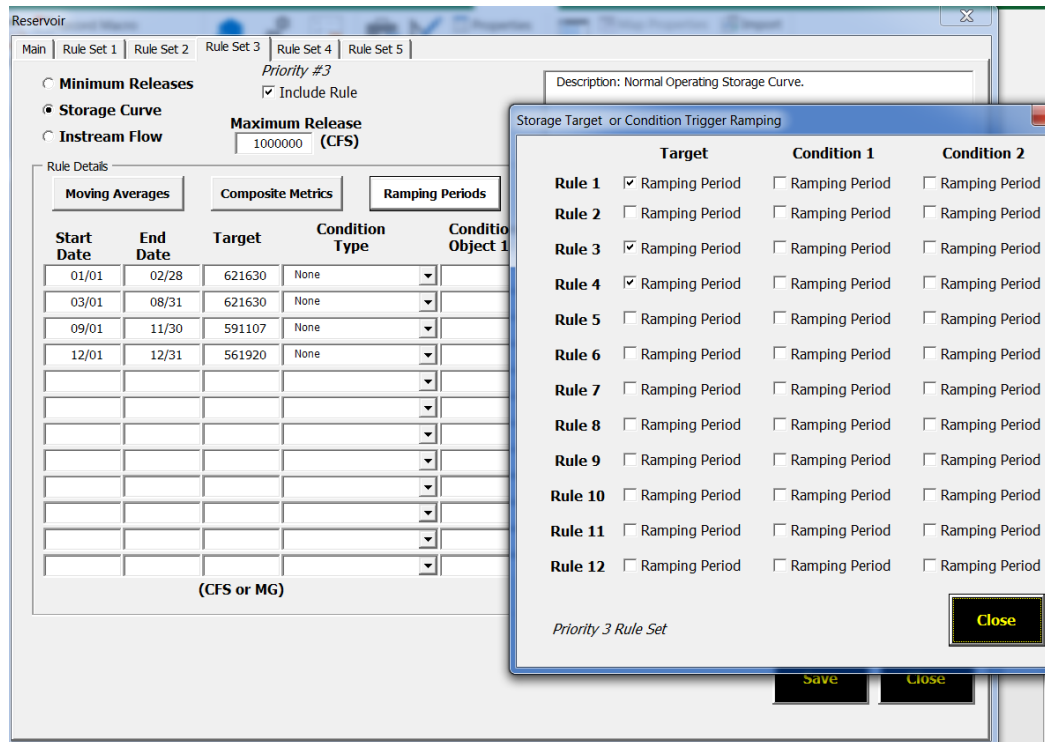 Reservoir
Properties
Map Properties
Import
Main Rule Set 1 Rule Set 2 Rule Set 3 Rule Set 4 Rule Set 5
Priority #3
Minimum Releases
Include Rule
Description: Normal Operating Storage Curve.
Storage Curve
Maximum Release
Instream Flow
1000000 (CFS)
Rule Details
Moving Averages Composite Metrics Ramping Periods
Start Date End Date Target Condition Type Conditio Object 1
01/01 02/28 621630 None
03/01 08/31 621630 None
09/01 11/30 591107 None
12/01 12/31 561920 None
(CFS or MG)
Save Close
Storage Target or Condition Trigger Ramping
Target Condition 1 Condition 2
Rule 1 Ramping Period Ramping Period Ramping Period
Rule 2 Ramping Period Ramping Period Ramping Period
Rule 3 Ramping Period Ramping Period Ramping Period
Rule 4 Ramping Period Ramping Period Ramping Period
Rule 5 Ramping Period Ramping Period Ramping Period
Rule 6 Ramping Period Ramping Period Ramping Period
Rule 7 Ramping Period Ramping Period Ramping Period
Rule 8 Ramping Period Ramping Period Ramping Period
Rule 9 Ramping Period Ramping Period Ramping Period
Rule 10 Ramping Period Ramping Period Ramping Period
Rule 11 Ramping Period Ramping Period Ramping Period
Rule 12 Ramping Period Ramping Period Ramping Period
Priority 3 Rule Set
Close